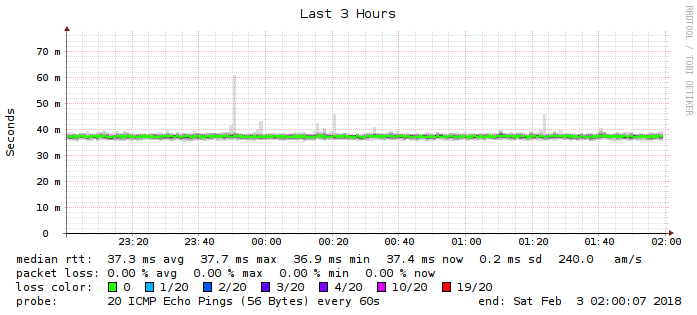 Last 3 Hours
RRDTOOL / TOBI OETIKER
Seconds
70 m
60 m
50 m
40 m
30 m
20 m
10 m
0
23:20 23:40 00:00 00:20 00:40 01:00 01:20 01:40 02:00
median rtt: 37.3 ms avg 37.7 ms max 36.9 ms min 37.4 ms now 0.2 ms sd 240.0 am/s
packet loss: 0.00 % avg 0.00 % max 0.00 % min 0.00 % now
loss color: 0 1/20 2/20 3/20 4/20 10/20 19/20
probe: 20 ICMP Echo Pings (56 Bytes) every 60s end: Sat Feb 3 02:00:07 2018